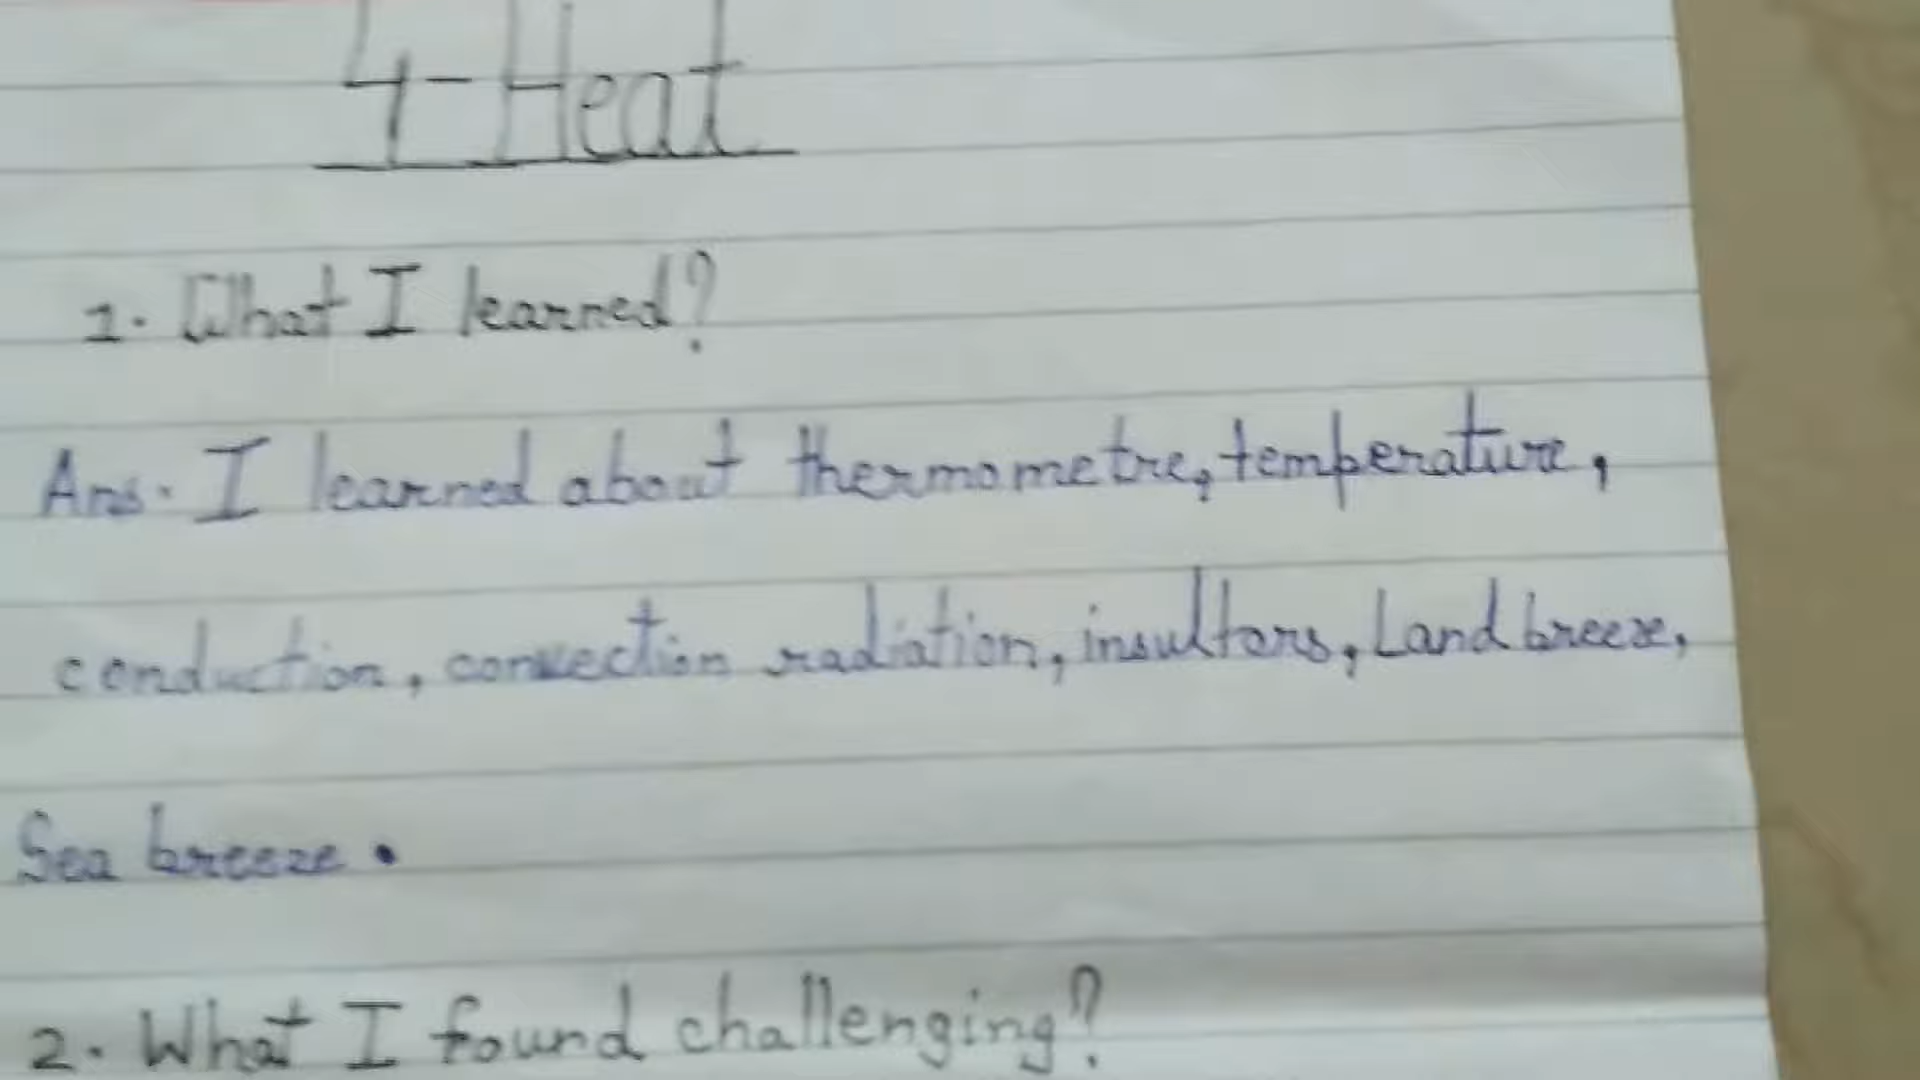 4-Heat
1. What I learned?
Ans. I learned about thermometre, temperature,
conduction, convection radiation, insultors, Land breeze,
Sea breeze.
2. What I found challenging?